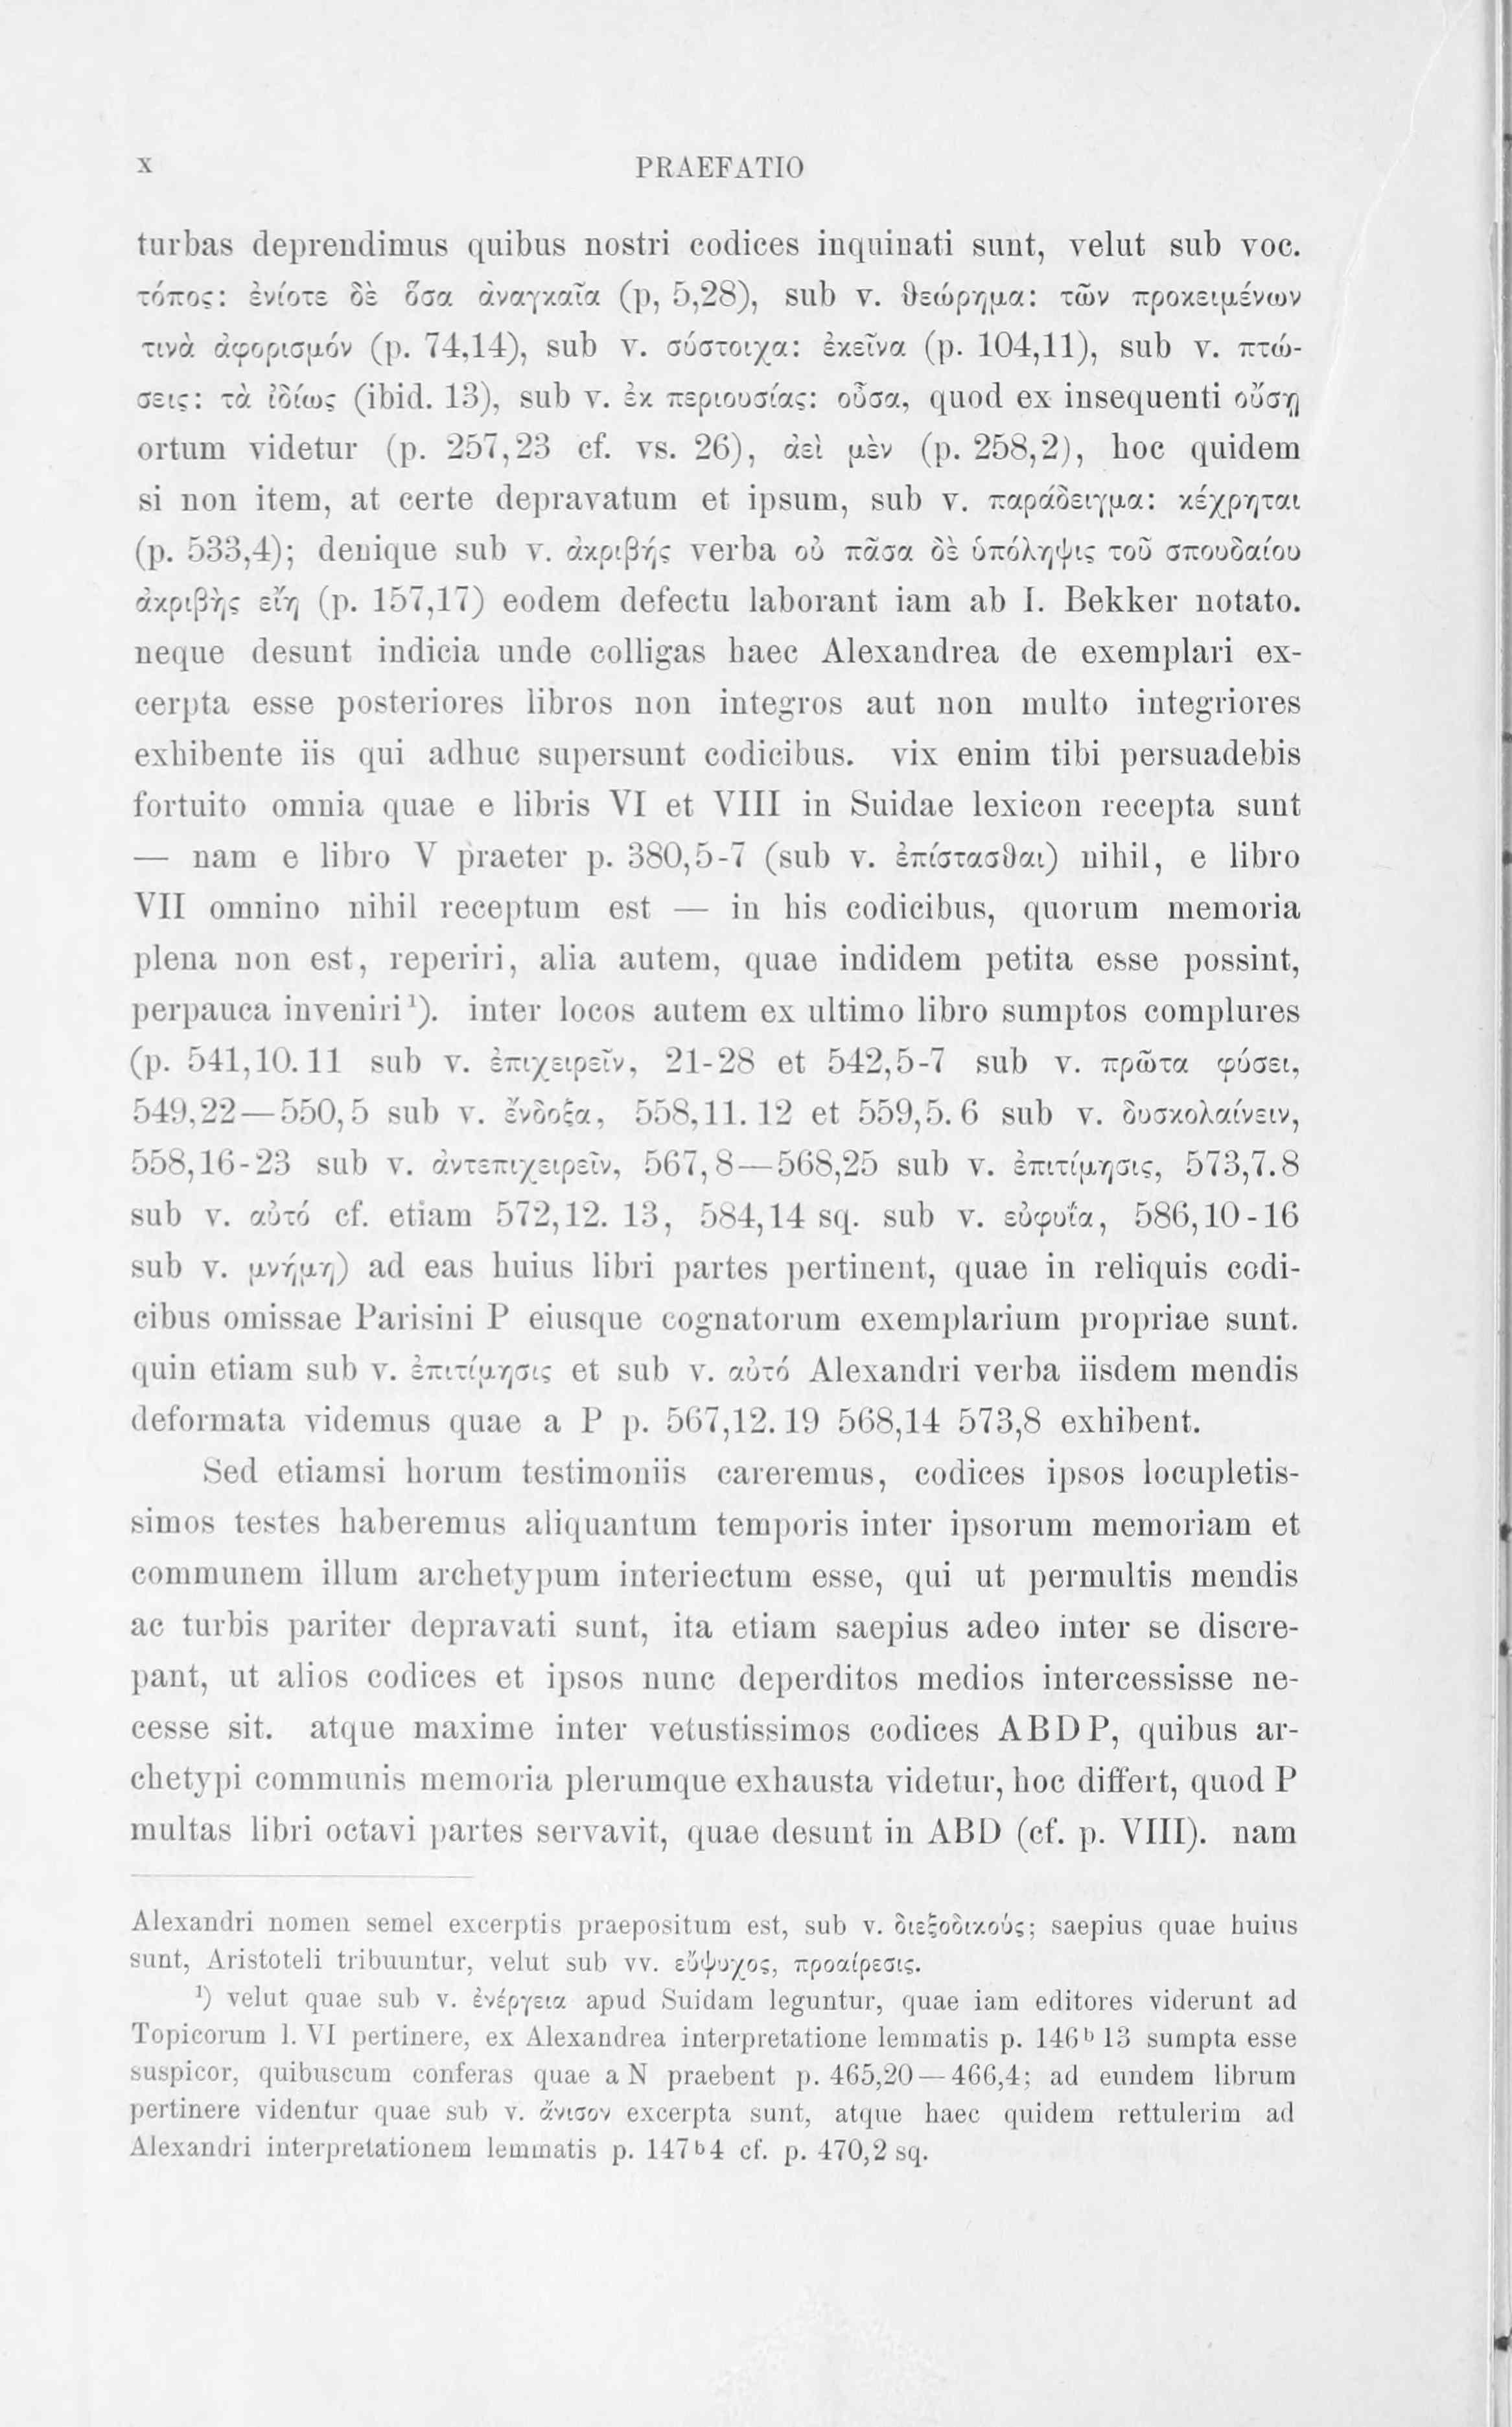 x PRAEFATIO
turbas deprendimus quibus nostri codices inquinati sunt, velut sub voc.
τόπος: ἐνίοτε δὲ ὅσα ἀναγκαῖα (p, 5,28), sub v. θεώρημα: τῶν προκειμένων
τινὰ ἀφορισμόν (p. 74,14), sub v. σύστοιχα: ἐκεῖνα (p. 104,11), sub v. πτώ-
σεις: τὰ ἰδίως (ibid. 13), sub v. ἐκ περιουσίας: οὖσα, quod ex insequenti οὔσῃ
ortum videtur (p. 257,23 cf. vs. 26), ἀεὶ μὲν (p. 258,2), hoc quidem
si non item, at certe depravatum et ipsum, sub v. παράδειγμα: κέχρηται
(p. 533,4); denique sub v. ἀκριβής verba οὐ πᾶσα δὲ ὑπόληψις τοῦ σπουδαίου
ἀκριβὴς εἴη (p. 157,17) eodem defectu laborant iam ab I. Bekker notato.
neque desunt indicia unde colligas haec Alexandrea de exemplari ex-
cerpta esse posteriores libros non integros aut non multo integriores
exhibente iis qui adhuc supersunt codicibus. vix enim tibi persuadebis
fortuito omnia quae e libris VI et VIII in Suidae lexicon recepta sunt
— nam e libro V praeter p. 380,5-7 (sub v. ἐπίστασθαι) nihil, e libro
VII omnino nihil receptum est — in his codicibus, quorum memoria
plena non est, reperiri, alia autem, quae indidem petita esse possint,
perpauca inveniri¹). inter locos autem ex ultimo libro sumptos complures
(p. 541,10.11 sub v. ἐπιχειρεῖν, 21-28 et 542,5-7 sub v. πρῶτα φύσει,
549,22—550,5 sub v. ἔνδοξα, 558,11. 12 et 559,5. 6 sub v. δυσκολαίνειν,
558,16-23 sub v. ἀντεπιχειρεῖν, 567,8—568,25 sub v. ἐπιτίμησις, 573,7.8
sub v. αὐτό cf. etiam 572,12. 13, 584,14 sq. sub v. εὐφυΐα, 586,10-16
sub v. μνήμη) ad eas huius libri partes pertinent, quae in reliquis codi-
cibus omissae Parisini P eiusque cognatorum exemplarium propriae sunt.
quin etiam sub v. ἐπιτίμησις et sub v. αὐτό Alexandri verba iisdem mendis
deformata videmus quae a P p. 567,12.19 568,14 573,8 exhibent.
Sed etiamsi horum testimoniis careremus, codices ipsos locupletis-
simos testes haberemus aliquantum temporis inter ipsorum memoriam et
communem illum archetypum interiectum esse, qui ut permultis mendis
ac turbis pariter depravati sunt, ita etiam saepius adeo inter se discre-
pant, ut alios codices et ipsos nunc deperditos medios intercessisse ne-
cesse sit. atque maxime inter vetustissimos codices ABDP, quibus ar-
chetypi communis memoria plerumque exhausta videtur, hoc differt, quod P
multas libri octavi partes servavit, quae desunt in ABD (cf. p. VIII). nam
Alexandri nomen semel excerptis praepositum est, sub v. διεξοδικούς; saepius quae huius
sunt, Aristoteli tribuuntur, velut sub vv. εὔψυχος, προαίρεσις.
¹) velut quae sub v. ἐνέργεια apud Suidam leguntur, quae iam editores viderunt ad
Topicorum l. VI pertinere, ex Alexandrea interpretatione lemmatis p. 146ᵇ 13 sumpta esse
suspicor, quibuscum conferas quae a N praebent p. 465,20—466,4; ad eundem librum
pertinere videntur quae sub v. ἄνισον excerpta sunt, atque haec quidem rettulerim ad
Alexandri interpretationem lemmatis p. 147ᵇ4 cf. p. 470,2 sq.